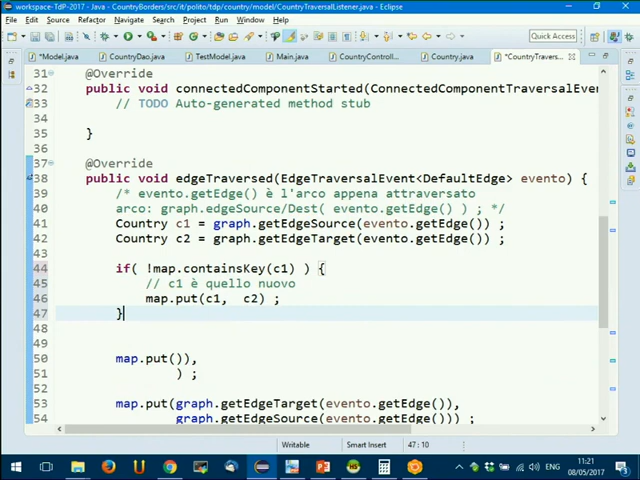 workspace-TdP-2017 - Java - CountryBorders/src/it/polito/tdp/country/model/CountryTraversalListener.java - Eclipse
File Edit Source Refactor Navigate Search Project Run Window Help
Quick Access
*Model.java CountryDao.java TestModel.java Main.java CountryControll... Country.java *CountryTravers...
31 @Override
32 public void connectedComponentStarted(ConnectedComponentTraversalEven
33 // TODO Auto-generated method stub
34
35 }
36
37 @Override
38 public void edgeTraversed(EdgeTraversalEvent<DefaultEdge> evento) {
39 /* evento.getEdge() è l'arco appena attraversato
40 arco: graph.edgeSource/Dest( evento.getEdge() ) ; */
41 Country c1 = graph.getEdgeSource(evento.getEdge()) ;
42 Country c2 = graph.getEdgeTarget(evento.getEdge()) ;
43
44 if( !map.containsKey(c1) ) {
45 // c1 è quello nuovo
46 map.put(c1, c2) ;
47 }
48
49
50 map.put()),
51 ) ;
52
53 map.put(graph.getEdgeTarget(evento.getEdge()),
54 graph.getEdgeSource(evento.getEdge())) ;
Writable Smart Insert 47 : 10
11:21
08/05/2017